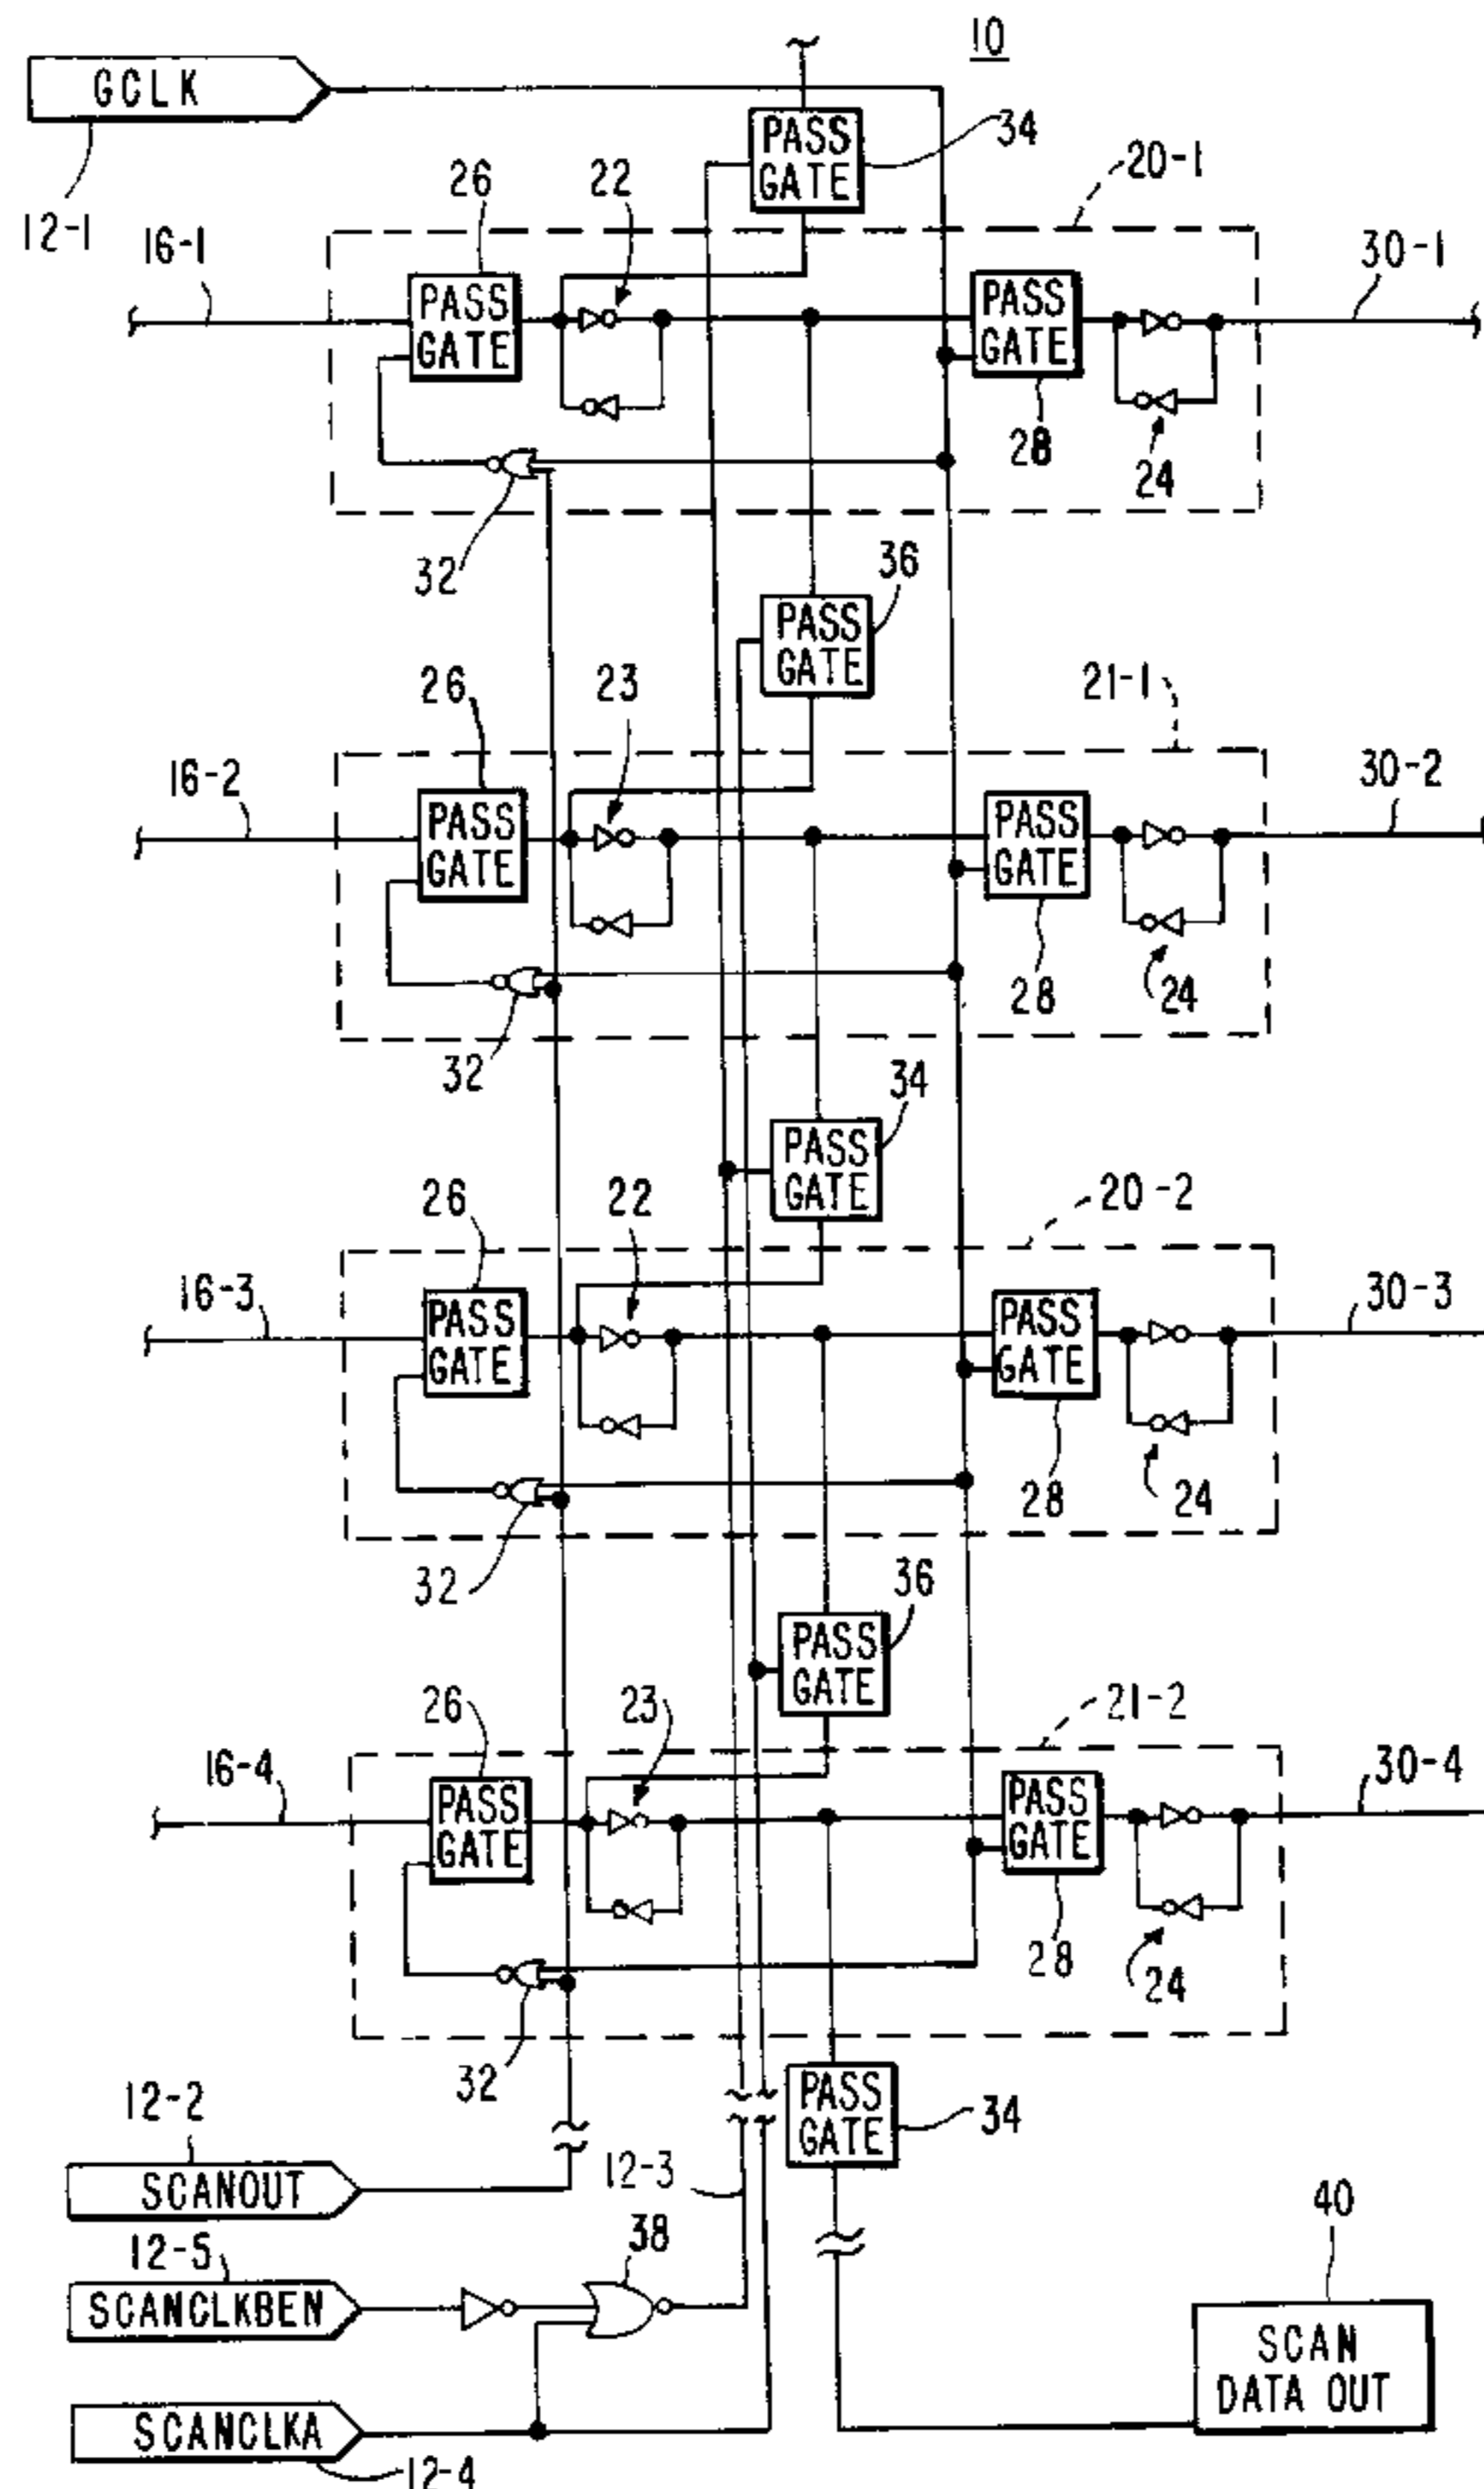 10
GCLK
12-1
PASS
GATE
34
26
22
20-1
16-1
30-1
PASS
GATE
PASS
GATE
28
24
32
36
PASS
GATE
26
23
21-1
16-2
30-2
PASS
GATE
PASS
GATE
28
24
32
34
PASS
GATE
26
22
20-2
16-3
30-3
PASS
GATE
PASS
GATE
28
24
32
36
PASS
GATE
26
23
21-2
16-4
30-4
PASS
GATE
PASS
GATE
28
24
32
PASS
GATE
34
12-2
SCANOUT
12-3
12-5
38
40
SCANCLKBEN
SCAN
DATA OUT
SCANCLKA
12-4